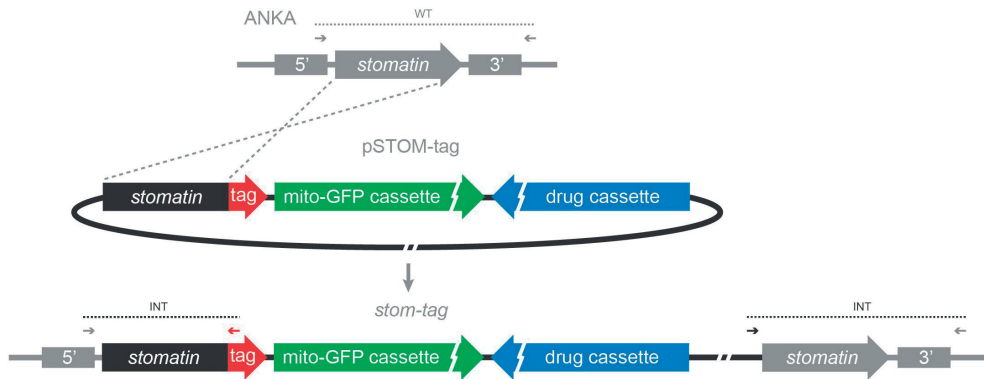 ANKA
WT
5’ stomatin 3’
pSTOM-tag
stomatin tag mito-GFP cassette drug cassette
stom-tag
INT INT
5’ stomatin tag mito-GFP cassette drug cassette stomatin 3’